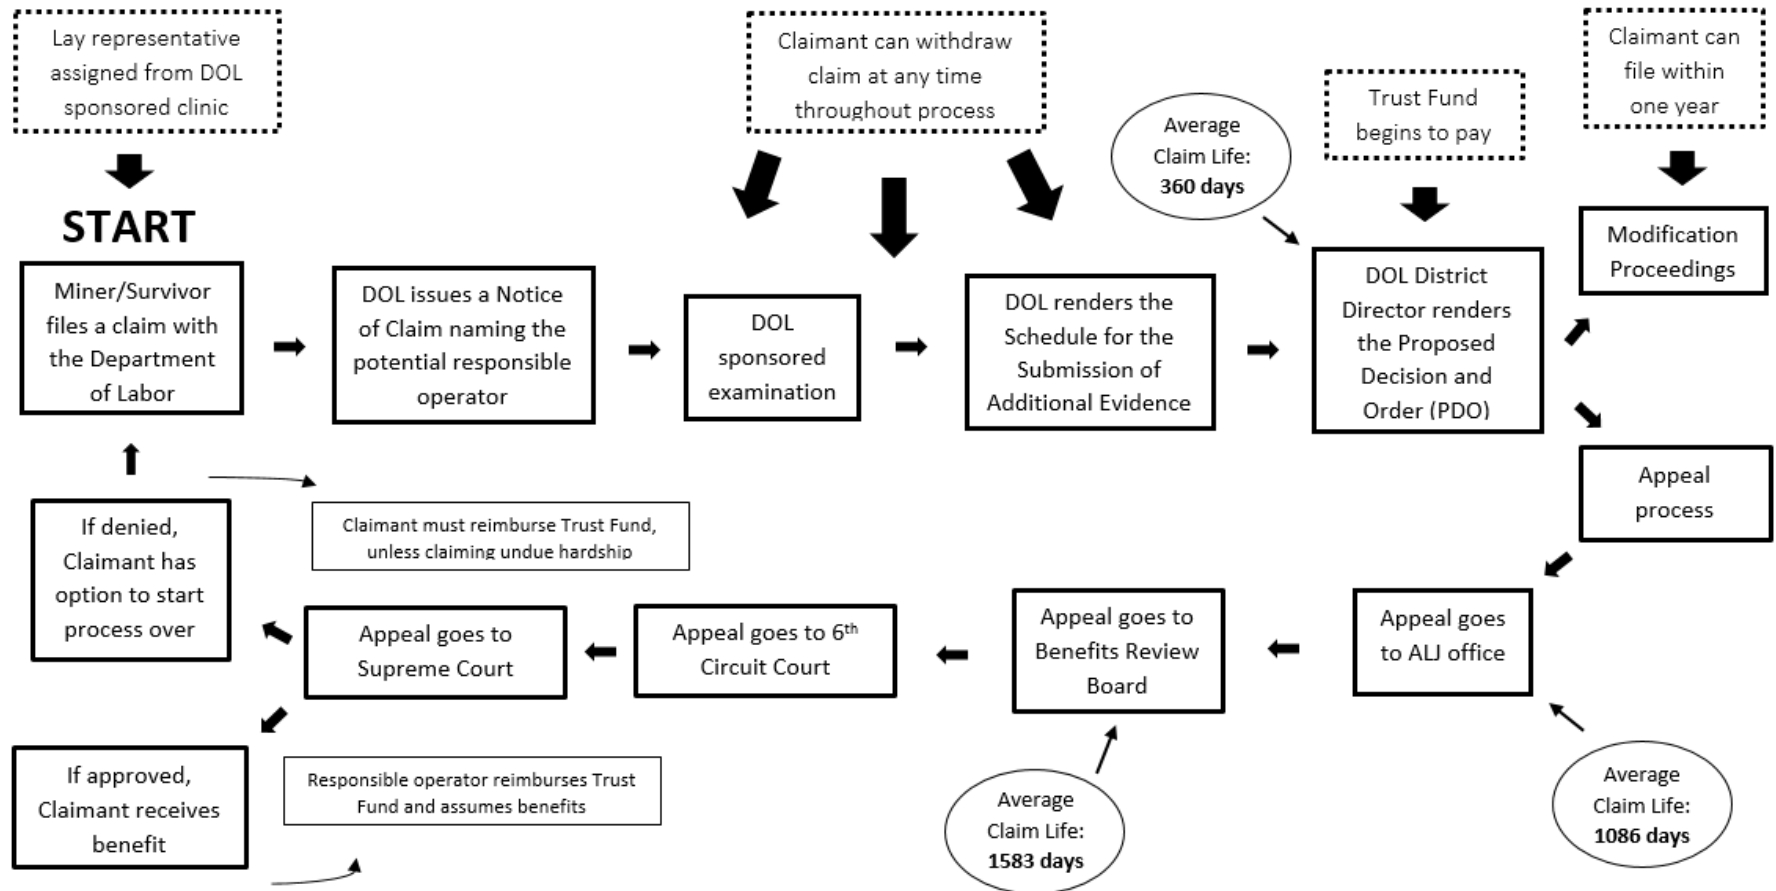 Lay representative
assigned from DOL
sponsored clinic
Claimant can withdraw
claim at any time
throughout process
Average
Claim Life:
360 days
Trust Fund
begins to pay
Claimant can
file within
one year
START
Miner/Survivor
files a claim with
the Department
of Labor
DOL issues a Notice
of Claim naming the
potential responsible
operator
DOL
sponsored
examination
DOL renders the
Schedule for the
Submission of
Additional Evidence
DOL District
Director renders
the Proposed
Decision and
Order (PDO)
Modification
Proceedings
Appeal
process
Appeal goes
to ALJ office
Average
Claim Life:
1086 days
Appeal goes to
Benefits Review
Board
Average
Claim Life:
1583 days
Appeal goes to 6th
Circuit Court
Appeal goes to
Supreme Court
If denied,
Claimant has
option to start
process over
Claimant must reimburse Trust Fund,
unless claiming undue hardship
If approved,
Claimant receives
benefit
Responsible operator reimburses Trust
Fund and assumes benefits